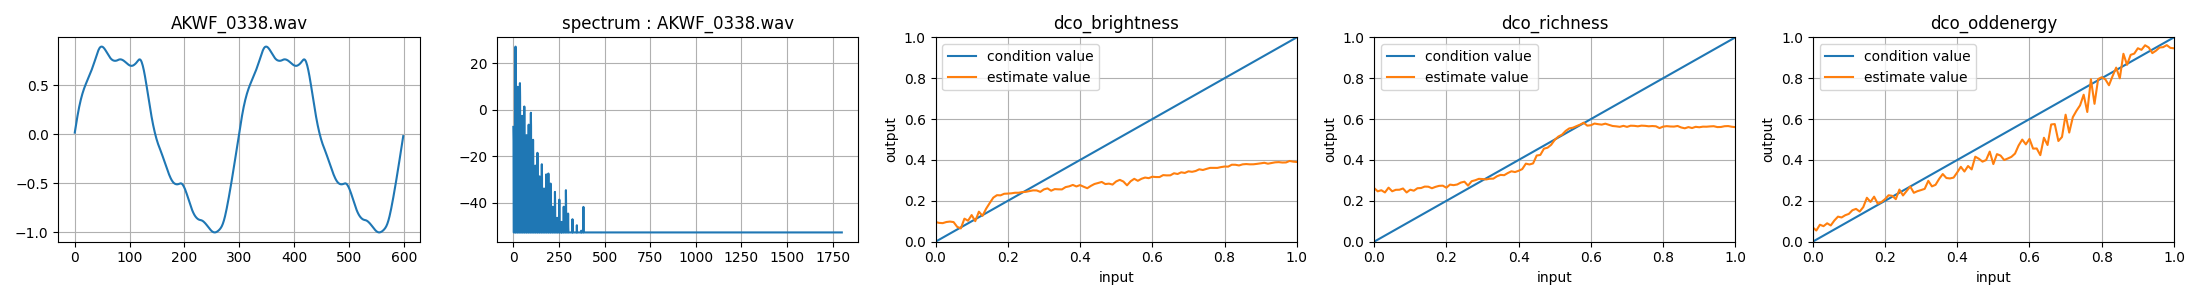 AKWF_0338.wav
0.5
0.0
−0.5
−1.0
0 100 200 300 400 500 600
spectrum : AKWF_0338.wav
20
0
−20
−40
0 250 500 750 1000 1250 1500 1750
dco_brightness
condition value
estimate value
output
1.0
0.8
0.6
0.4
0.2
0.0
0.0 0.2 0.4 0.6 0.8 1.0
input
dco_richness
condition value
estimate value
output
1.0
0.8
0.6
0.4
0.2
0.0
0.0 0.2 0.4 0.6 0.8 1.0
input
dco_oddenergy
condition value
estimate value
output
1.0
0.8
0.6
0.4
0.2
0.0
0.0 0.2 0.4 0.6 0.8 1.0
input